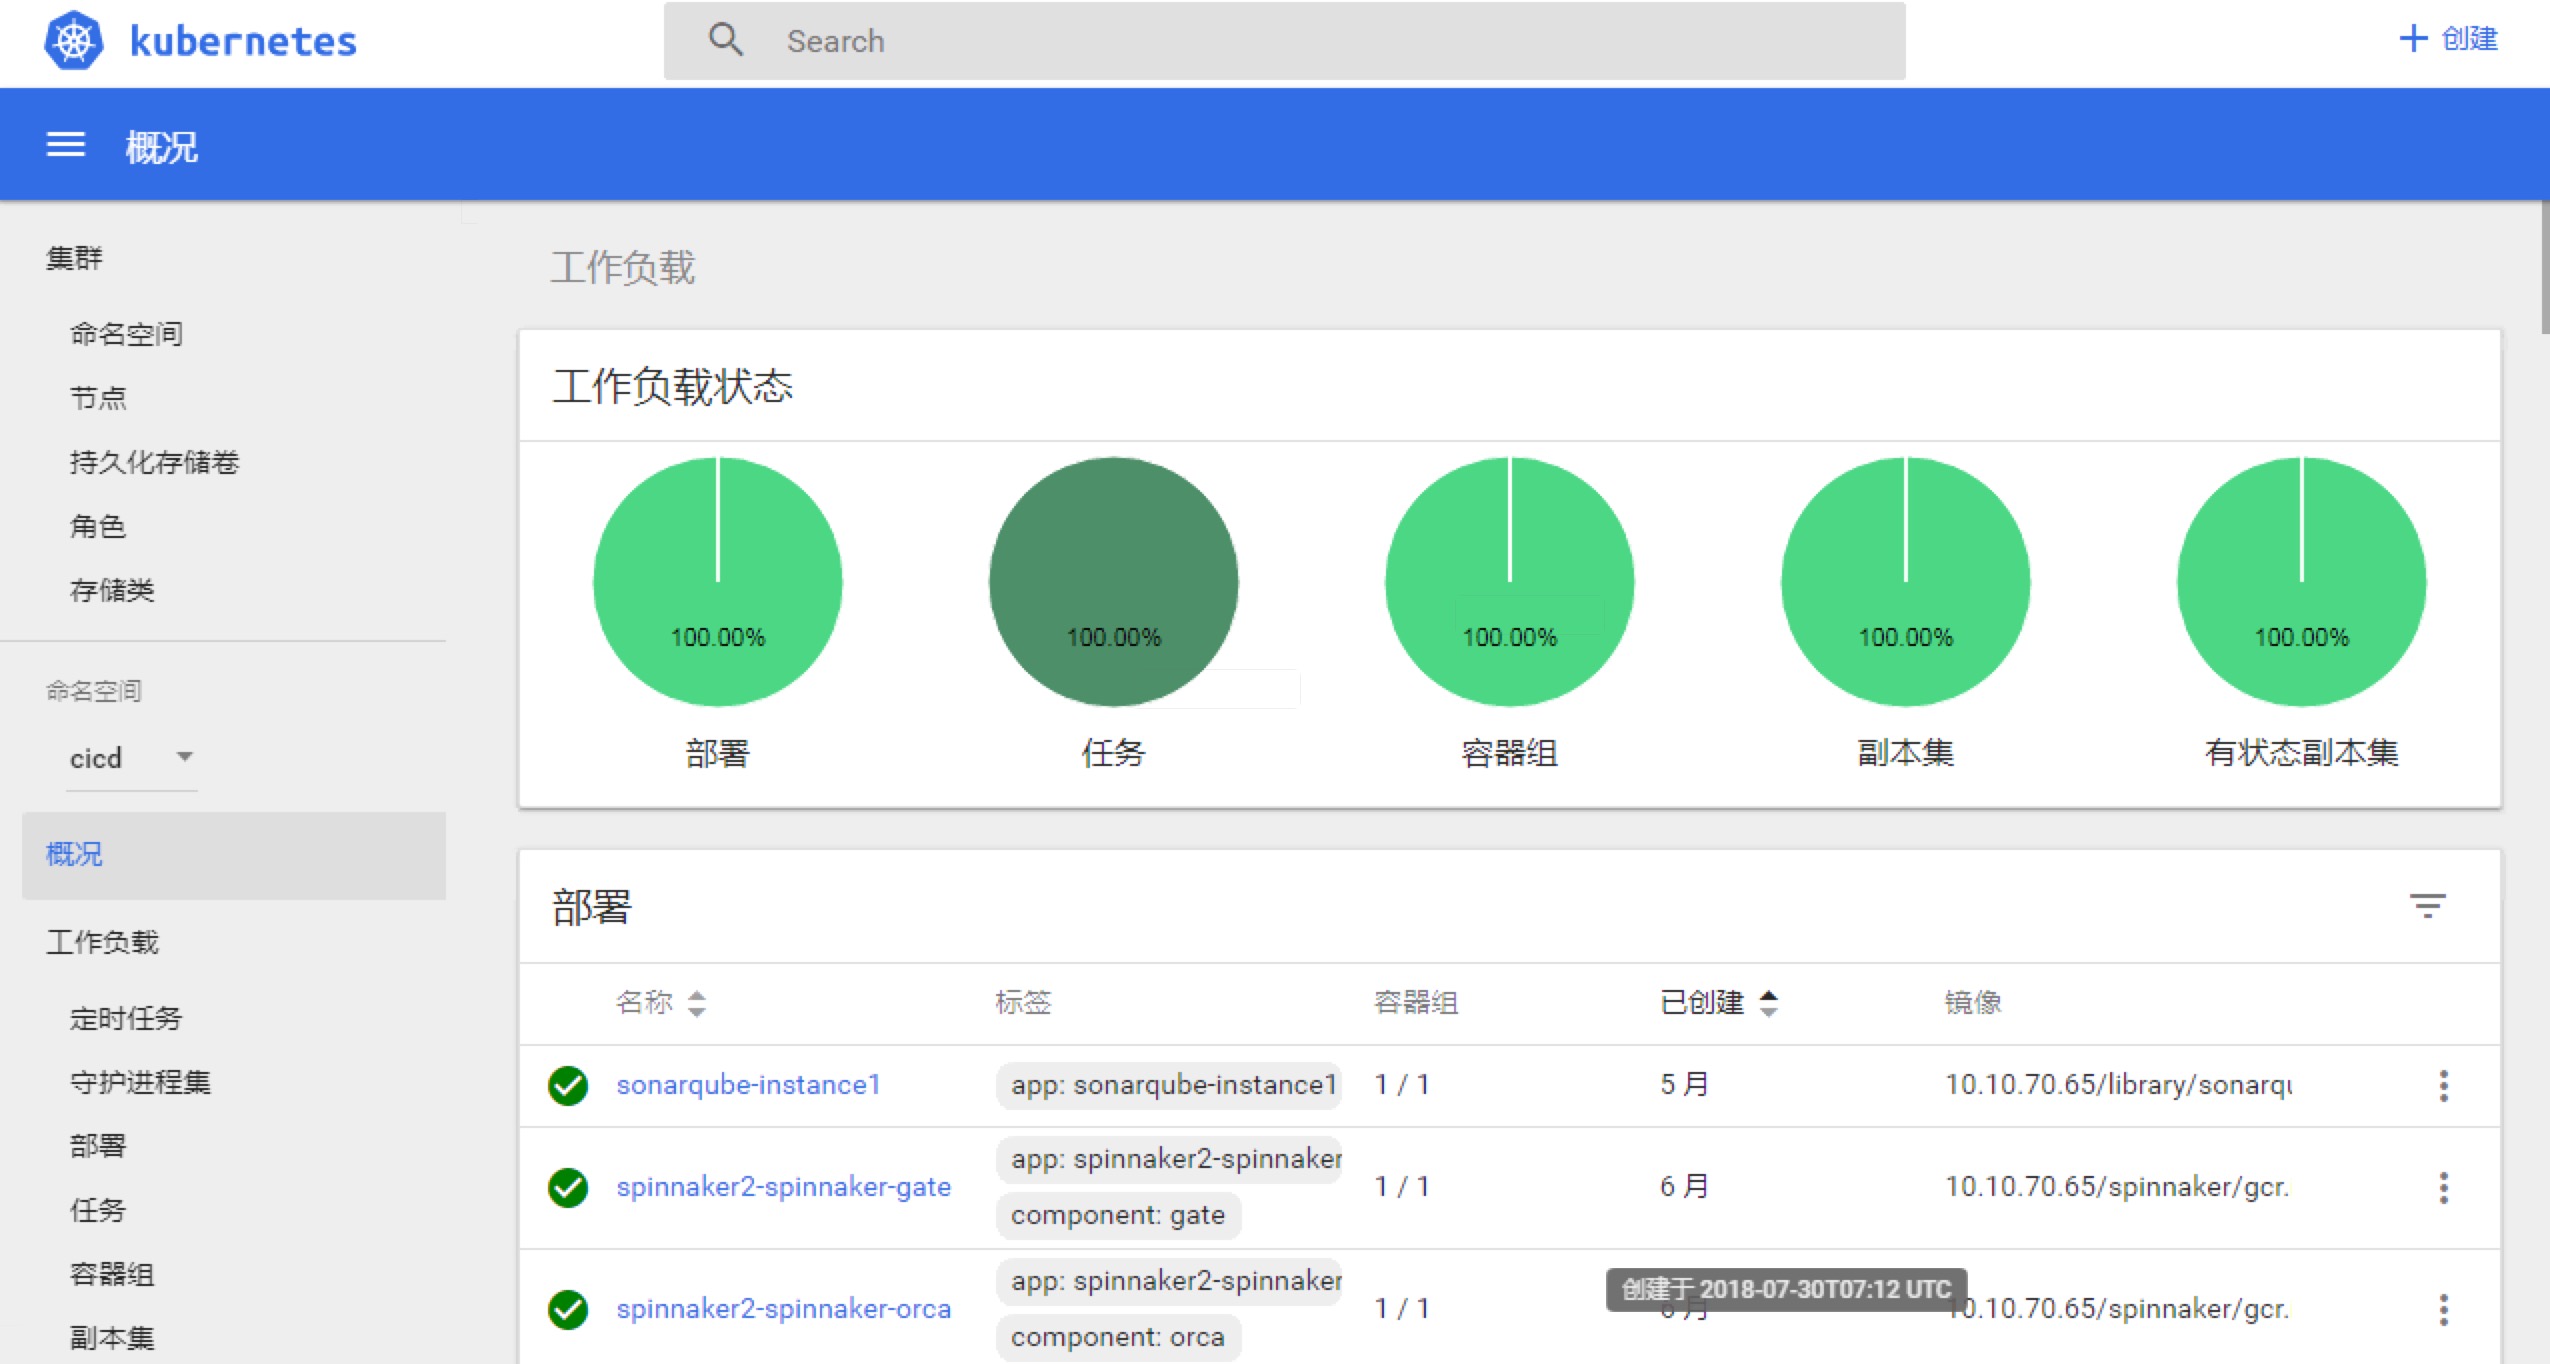 kubernetes
Search
创建
概况
集群
命名空间
节点
持久化存储卷
角色
存储类
命名空间
cicd
概况
工作负载
定时任务
守护进程集
部署
任务
容器组
副本集
工作负载
工作负载状态
100.00% 100.00% 100.00% 100.00% 100.00%
部署 任务 容器组 副本集 有状态副本集
部署
名称 标签 容器组 已创建 镜像
sonarqube-instance1 app: sonarqube-instance1 1 / 1 5 月 10.10.70.65/library/sonarqu
app: spinnaker2-spinnaker
spinnaker2-spinnaker-gate 1 / 1 6 月 10.10.70.65/spinnaker/gcr.
component: gate
app: spinnaker2-spinnaker
创建于 2018-07-30T07:12 UTC
spinnaker2-spinnaker-orca 1 / 1 6 月 10.10.70.65/spinnaker/gcr.
component: orca